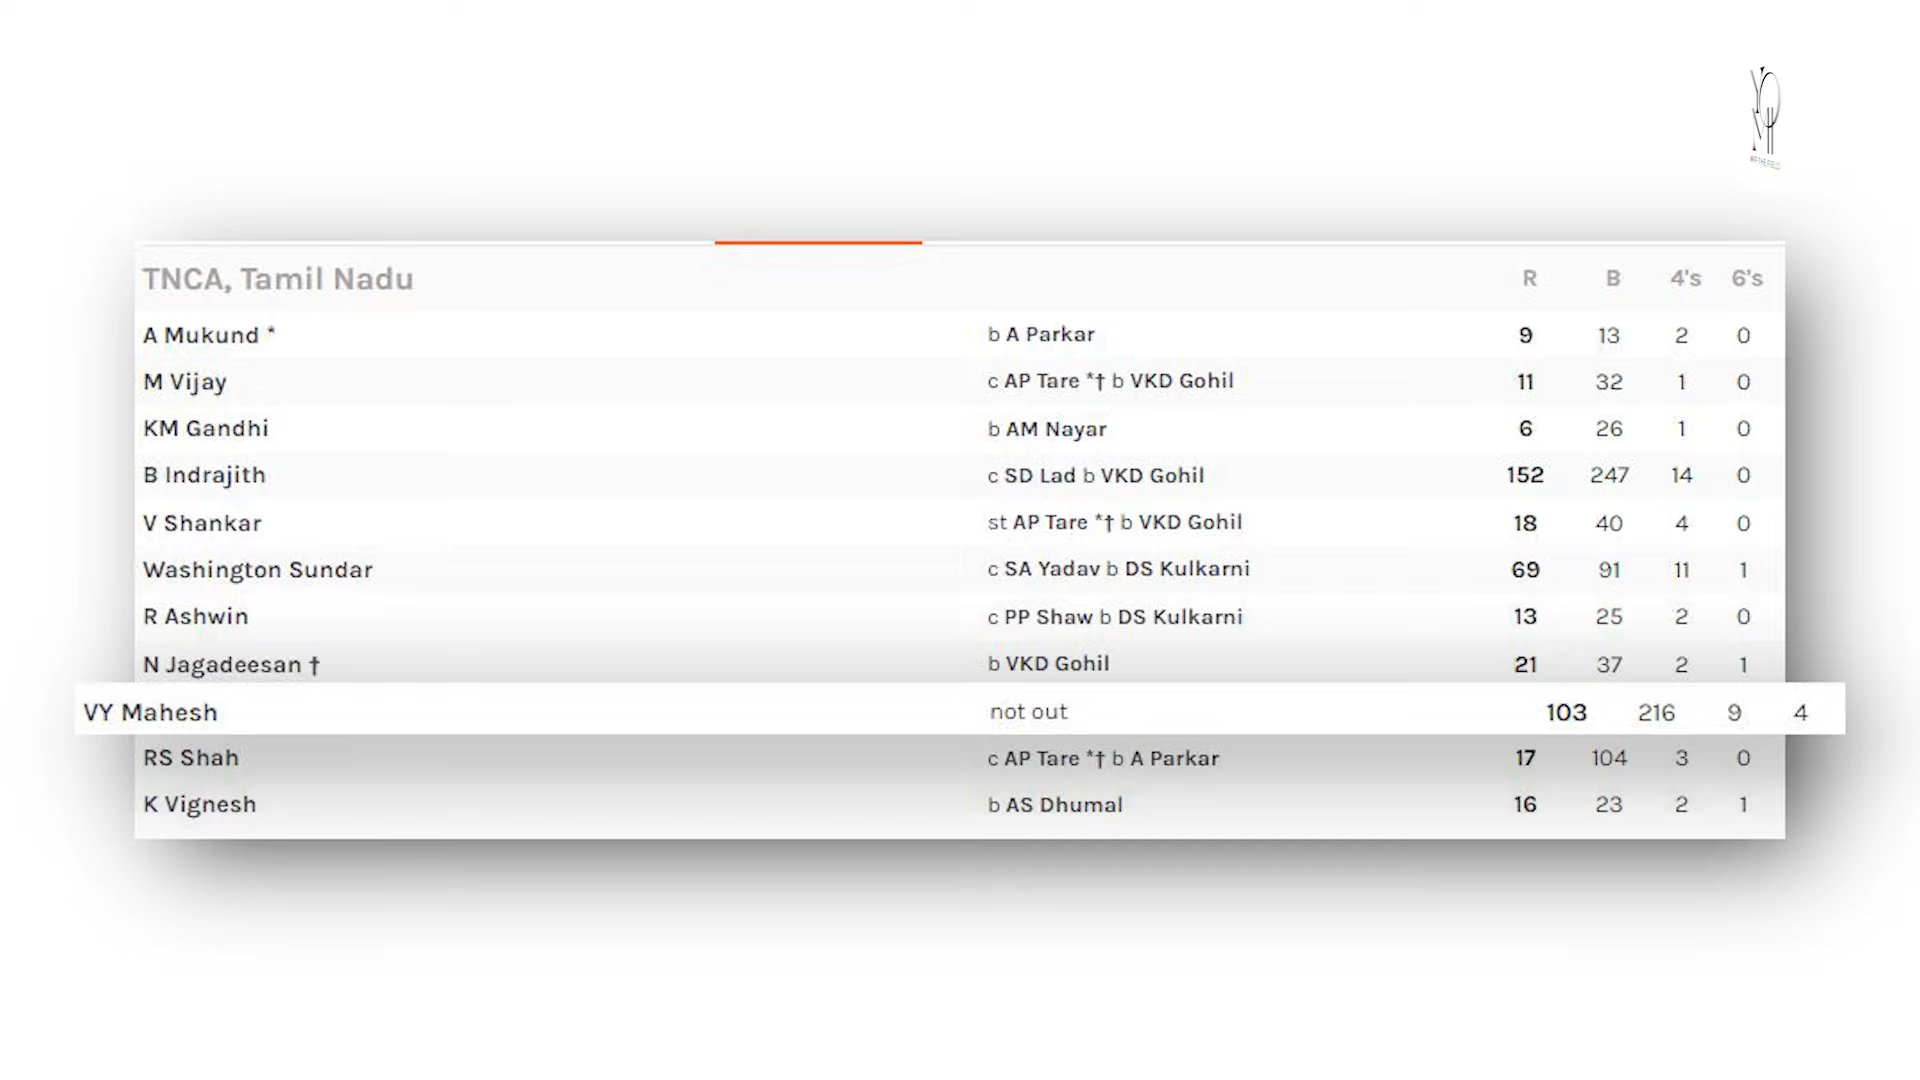 TNCA, Tamil Nadu R B 4's 6's
A Mukund * b A Parkar 9 13 2 0
M Vijay c AP Tare *† b VKD Gohil 11 32 1 0
KM Gandhi b AM Nayar 6 26 1 0
B Indrajith c SD Lad b VKD Gohil 152 247 14 0
V Shankar st AP Tare *† b VKD Gohil 18 40 4 0
Washington Sundar c SA Yadav b DS Kulkarni 69 91 11 1
R Ashwin c PP Shaw b DS Kulkarni 13 25 2 0
N Jagadeesan † b VKD Gohil 21 37 2 1
VY Mahesh not out 103 216 9 4
RS Shah c AP Tare *† b A Parkar 17 104 3 0
K Vignesh b AS Dhumal 16 23 2 1